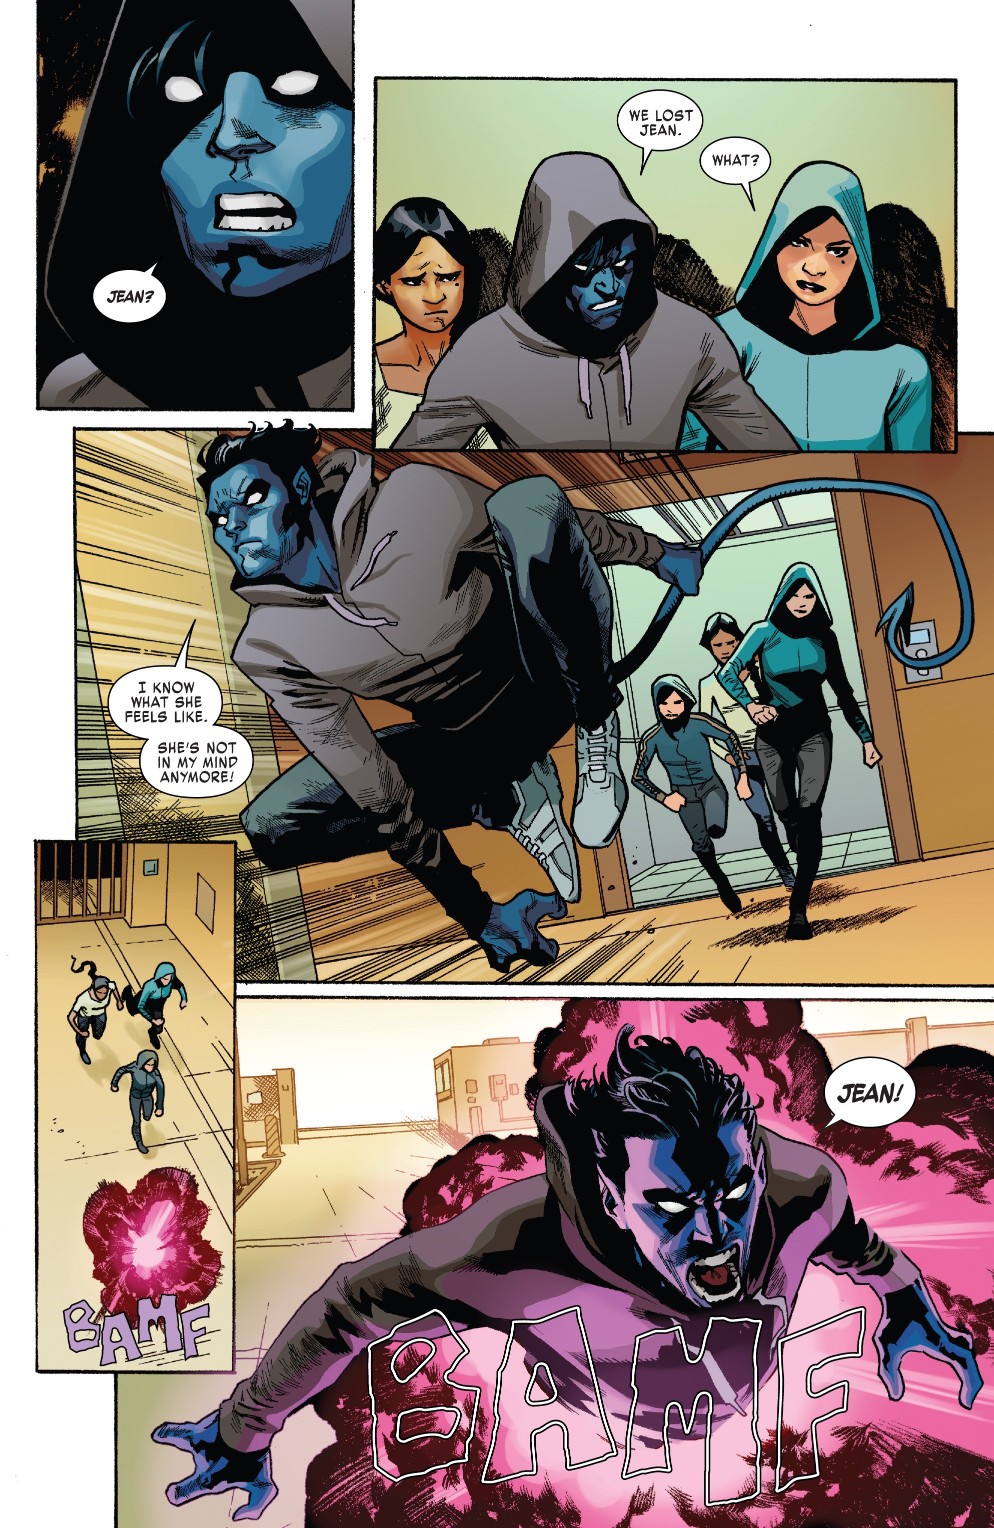 JEAN?
WE LOST
JEAN.
WHAT?
I KNOW
WHAT SHE
FEELS LIKE.
SHE'S NOT
IN MY MIND
ANYMORE!
BAMF
JEAN!
BAMF